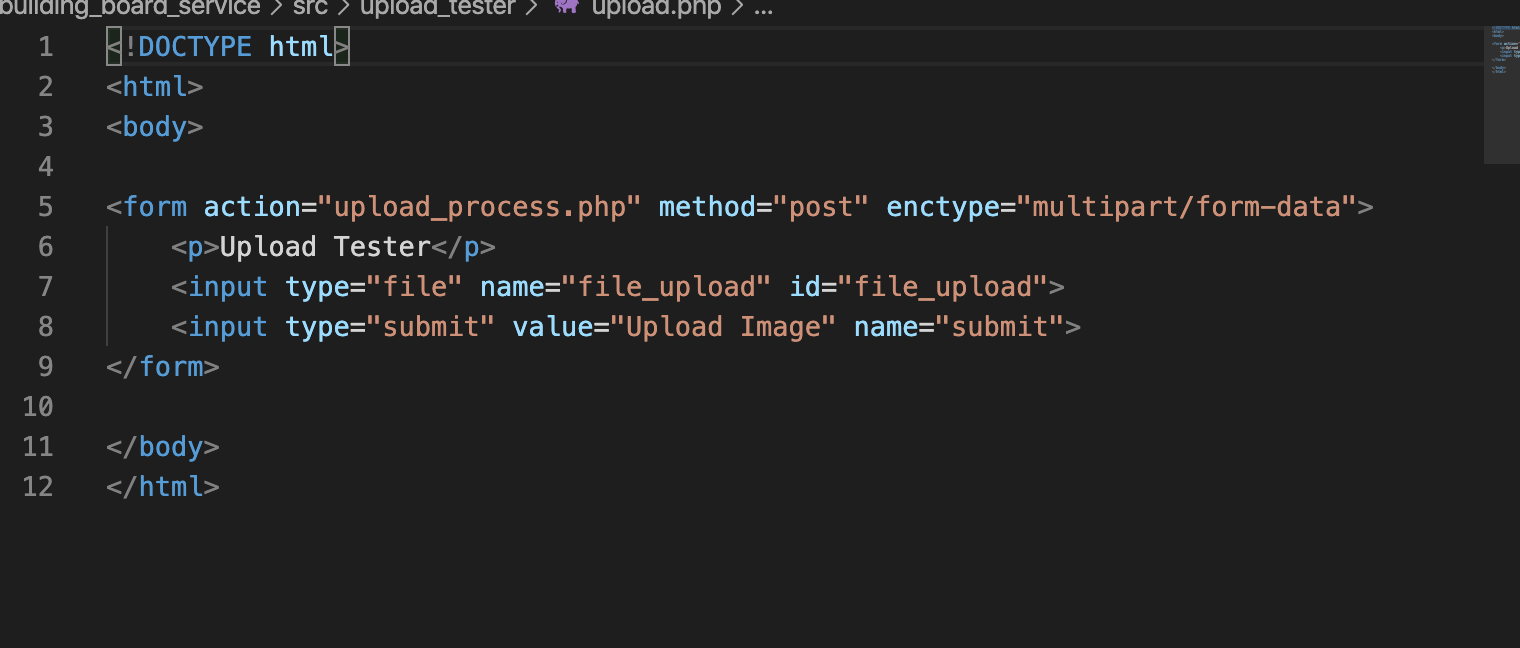 building_board_service > src > upload_tester > upload.php > ...
1 <!DOCTYPE html>
2 <html>
3 <body>
4
5 <form action="upload_process.php" method="post" enctype="multipart/form-data">
6     <p>Upload Tester</p>
7     <input type="file" name="file_upload" id="file_upload">
8     <input type="submit" value="Upload Image" name="submit">
9 </form>
10
11 </body>
12 </html>